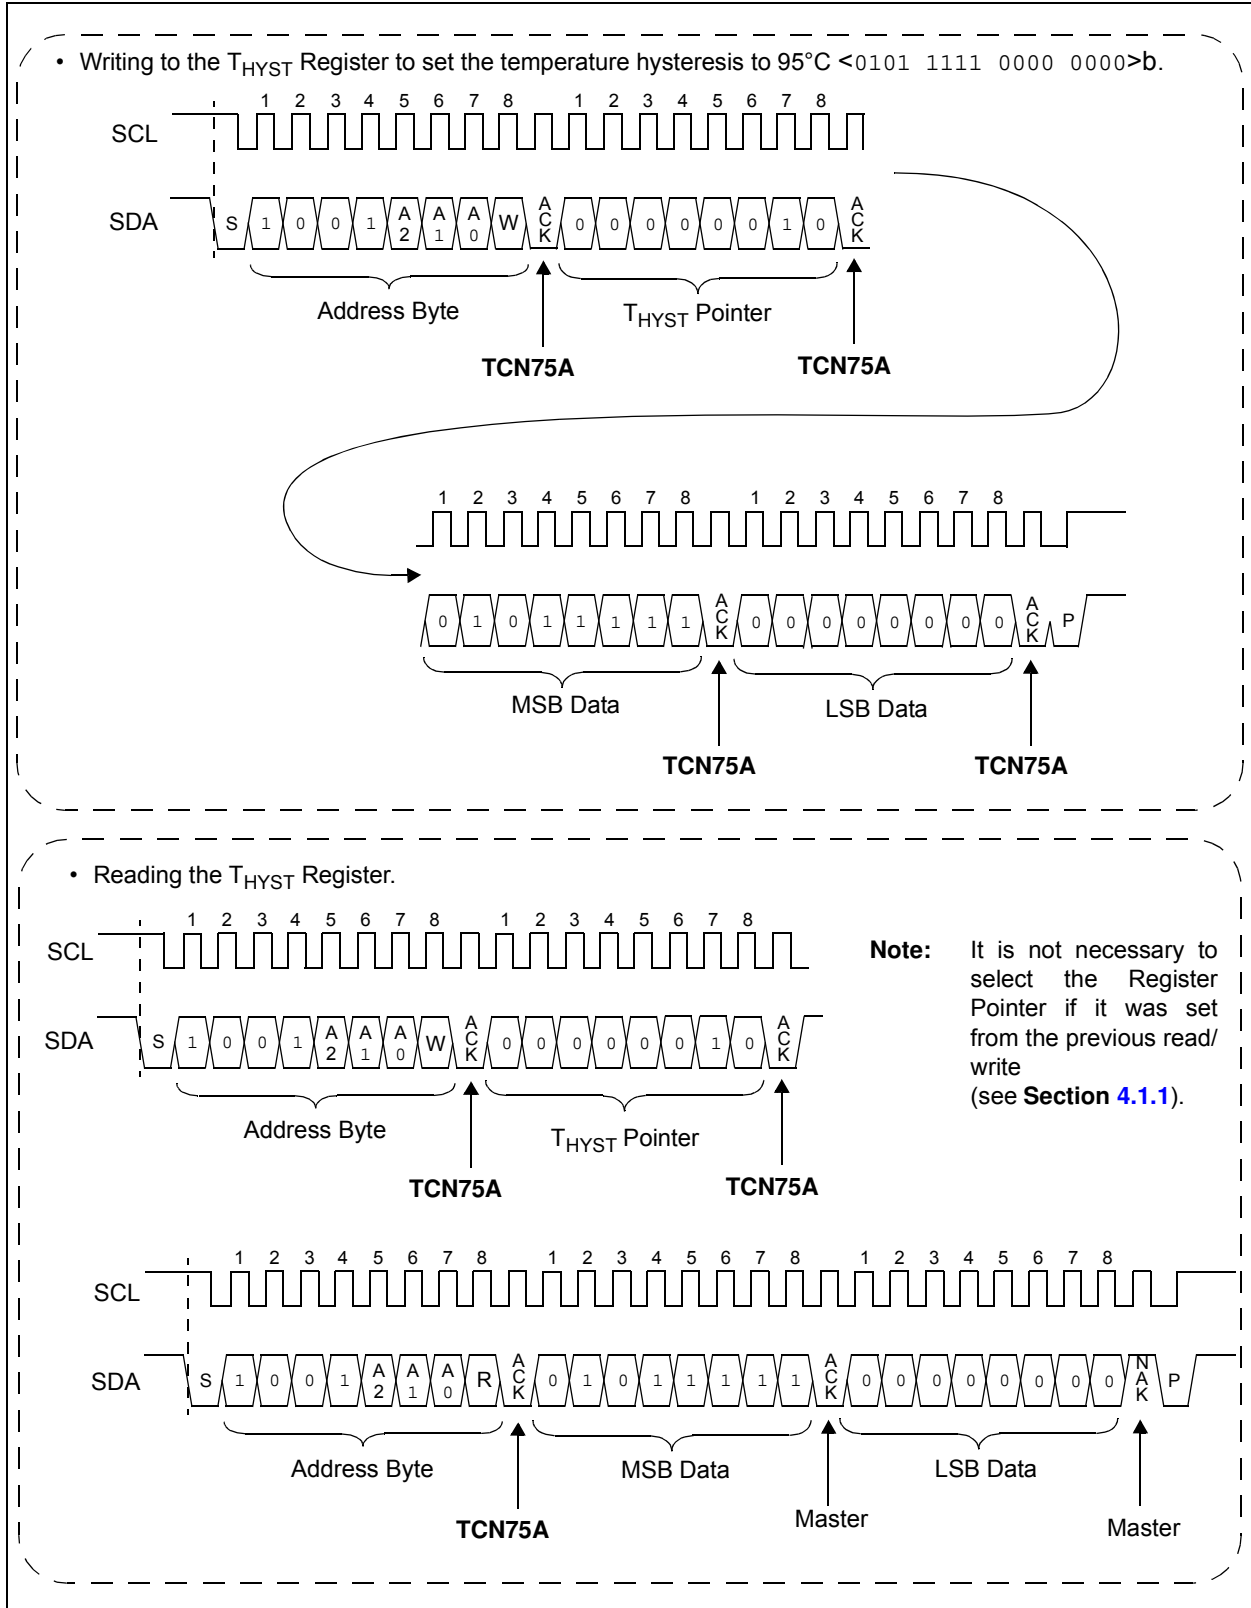 • Writing to the THYST Register to set the temperature hysteresis to 95°C <0101 1111 0000 0000>b.
1 2 3 4 5 6 7 8 1 2 3 4 5 6 7 8
SCL
SDA S 1 0 0 1 A2 A1 A0 W ACK 0 0 0 0 0 0 1 0 ACK
Address Byte THYST Pointer
TCN75A TCN75A
1 2 3 4 5 6 7 8 1 2 3 4 5 6 7 8
0 1 0 1 1 1 1 1 ACK 0 0 0 0 0 0 0 0 ACK P
MSB Data LSB Data
TCN75A TCN75A
• Reading the THYST Register.
1 2 3 4 5 6 7 8 1 2 3 4 5 6 7 8
SCL
SDA S 1 0 0 1 A2 A1 A0 W ACK 0 0 0 0 0 0 1 0 ACK
Address Byte THYST Pointer
TCN75A TCN75A
Note: It is not necessary to
select the Register
Pointer if it was set
from the previous read/
write
(see Section 4.1.1).
1 2 3 4 5 6 7 8 1 2 3 4 5 6 7 8 1 2 3 4 5 6 7 8
SCL
SDA S 1 0 0 1 A2 A1 A0 R ACK 0 1 0 1 1 1 1 1 ACK 0 0 0 0 0 0 0 0 NAK P
Address Byte MSB Data LSB Data
TCN75A Master Master